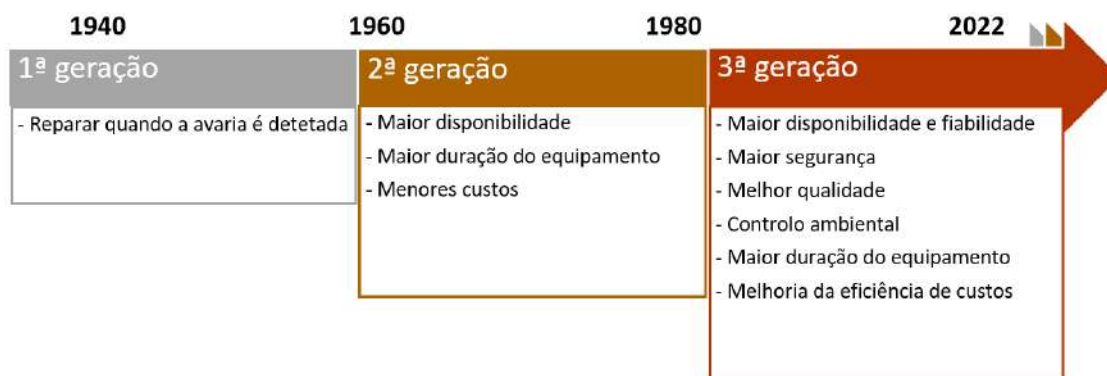 1940
1960
1980
2022
1ª geração
2ª geração
3ª geração
- Reparar quando a avaria é detetada
- Maior disponibilidade
- Maior duração do equipamento
- Menores custos
- Maior disponibilidade e fiabilidade
- Maior segurança
- Melhor qualidade
- Controlo ambiental
- Maior duração do equipamento
- Melhoria da eficiência de custos